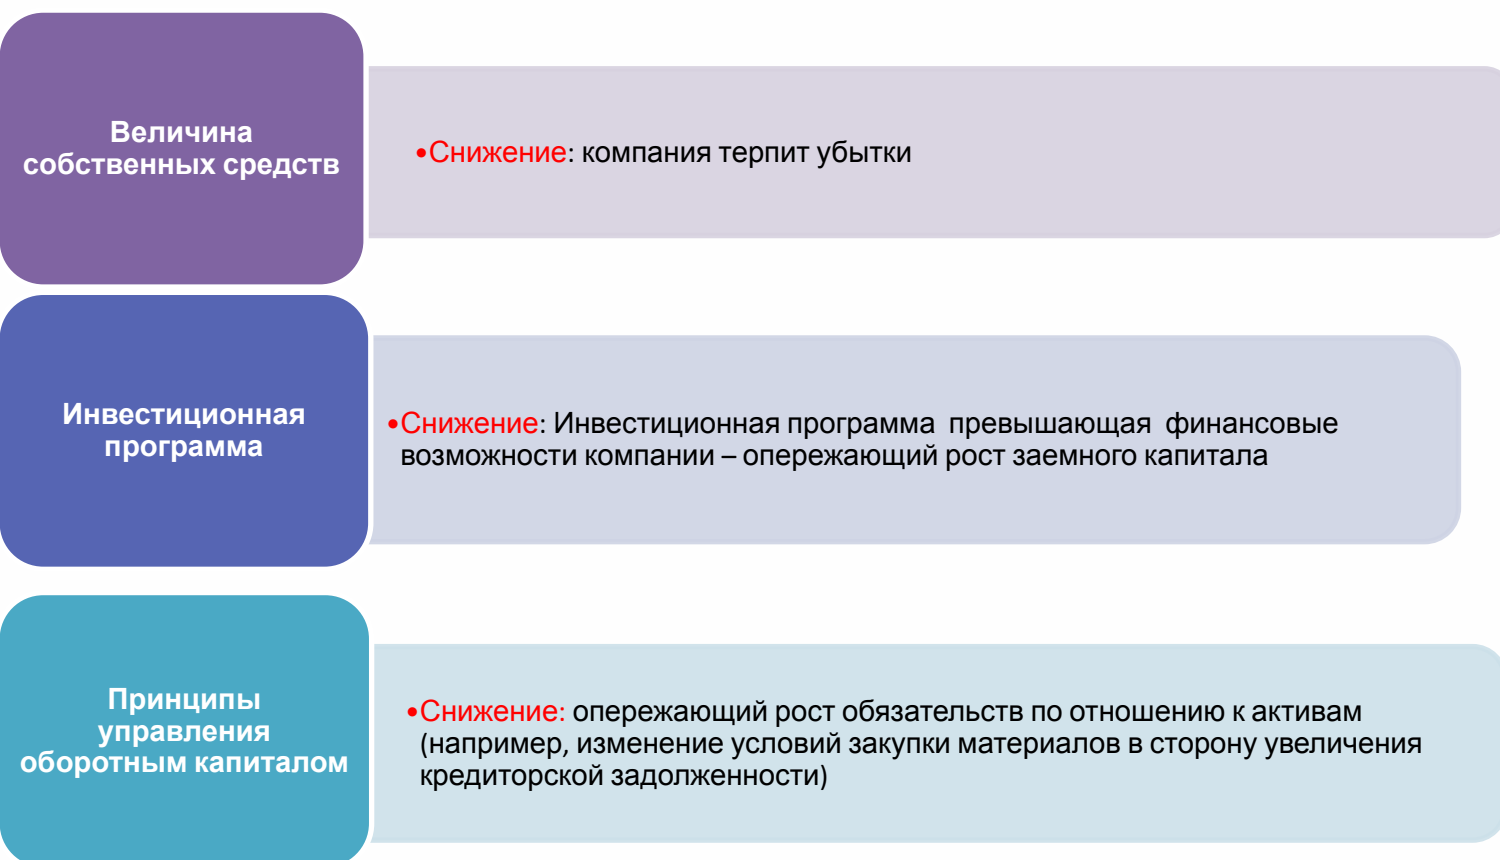 Величина
собственных средств
•Снижение: компания терпит убытки
Инвестиционная
программа
•Снижение: Инвестиционная программа  превышающая  финансовые
возможности компании – опережающий рост заемного капитала
Принципы
управления
оборотным капиталом
•Снижение: опережающий рост обязательств по отношению к активам
(например, изменение условий закупки материалов в сторону увеличения
кредиторской задолженности)